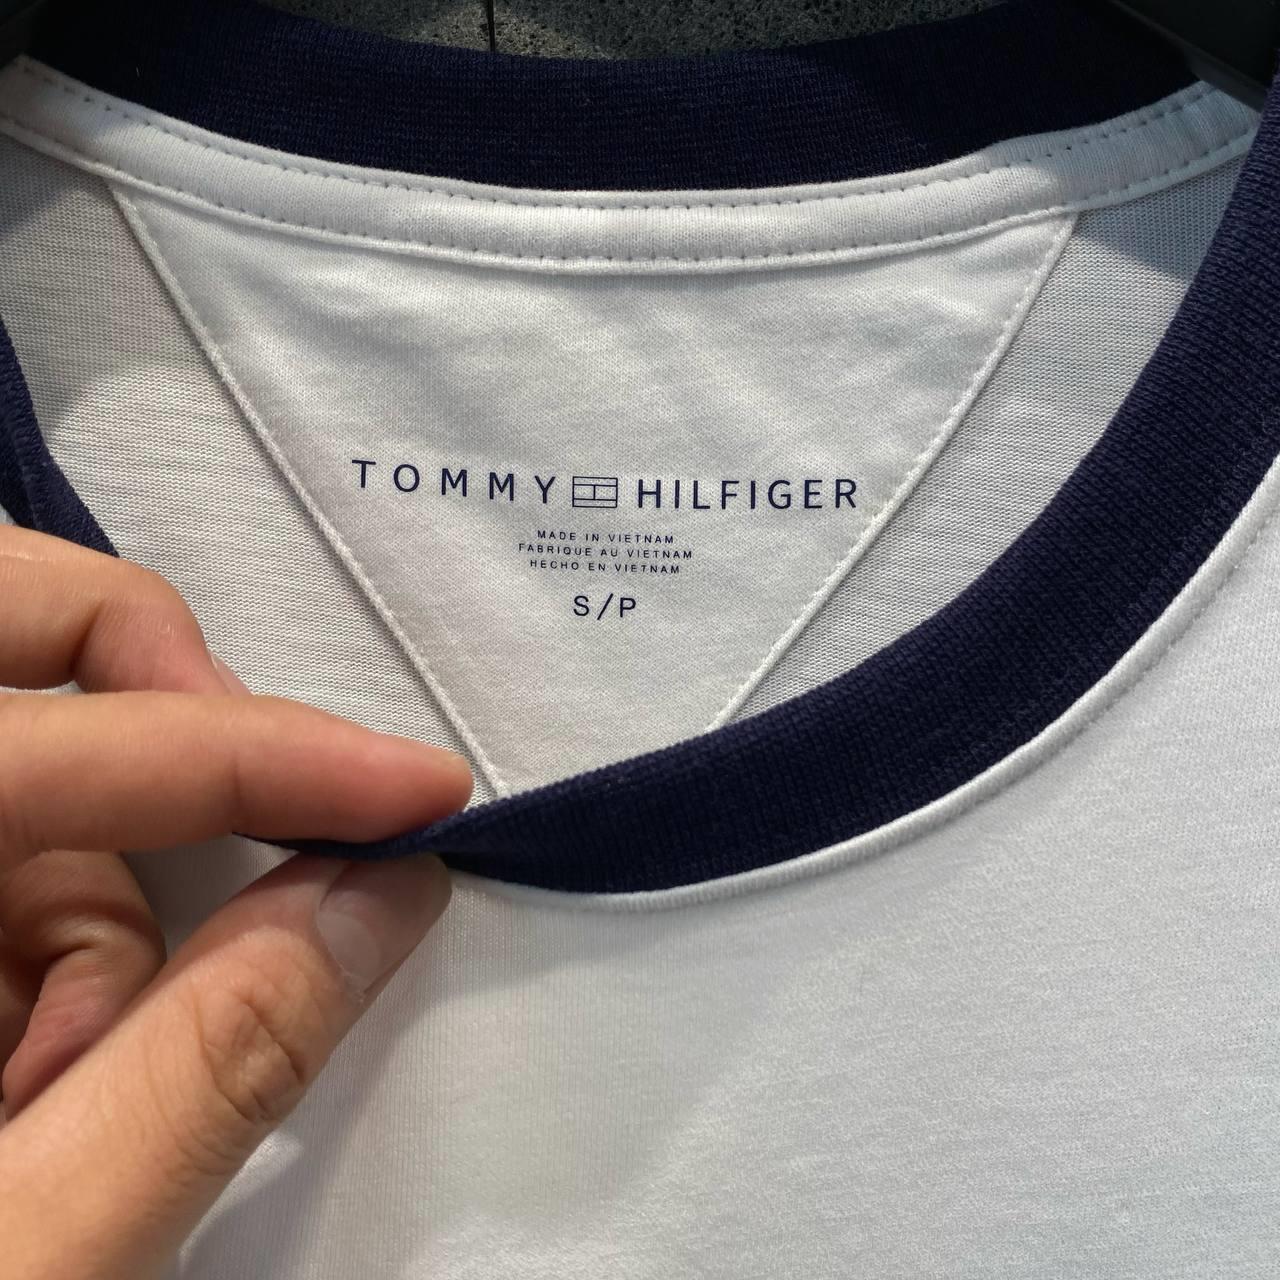 TOMMY HILFIGER
MADE IN VIETNAM
FABRIQUE AU VIETNAM
HECHO EN VIETNAM
S/P